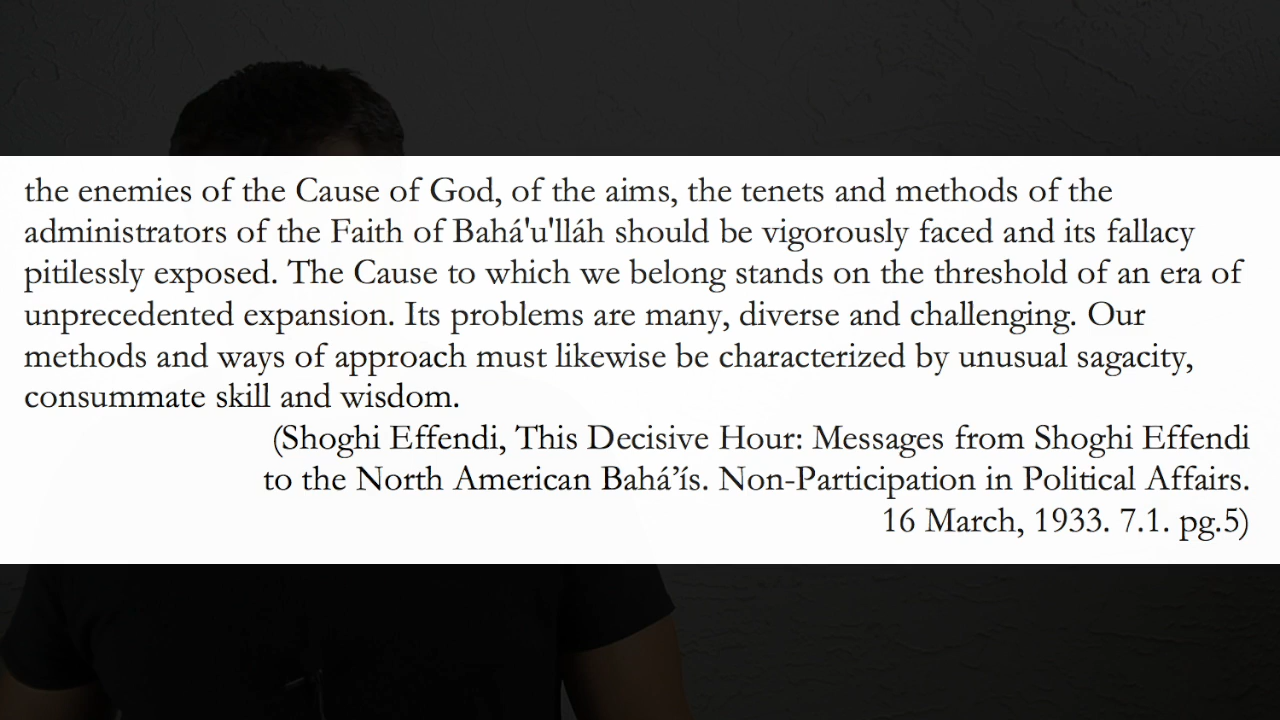 the enemies of the Cause of God, of the aims, the tenets and methods of the
administrators of the Faith of Bahá'u'lláh should be vigorously faced and its fallacy
pitilessly exposed. The Cause to which we belong stands on the threshold of an era of
unprecedented expansion. Its problems are many, diverse and challenging. Our
methods and ways of approach must likewise be characterized by unusual sagacity,
consummate skill and wisdom.
(Shoghi Effendi, This Decisive Hour: Messages from Shoghi Effendi
to the North American Bahá’ís. Non-Participation in Political Affairs.
16 March, 1933. 7.1. pg.5)